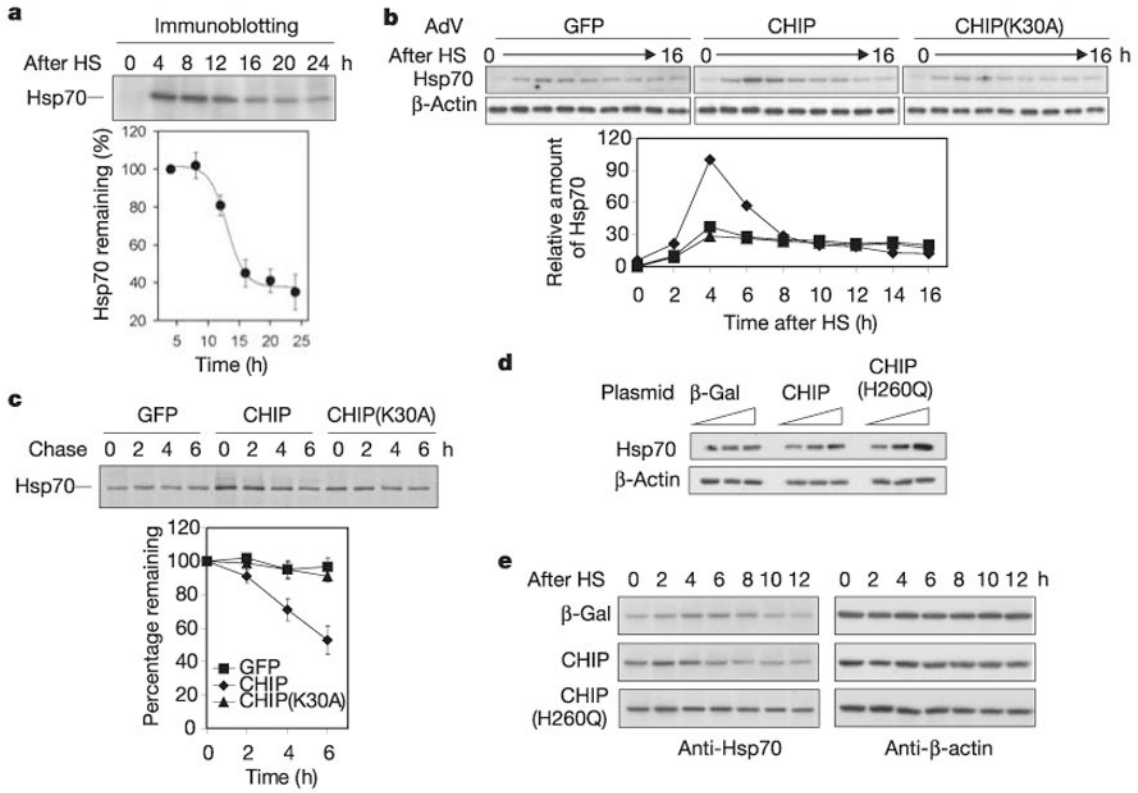 a
Immunoblotting
After HS 0 4 8 12 16 20 24 h
Hsp70
120
100
80
60
40
20
Hsp70 remaining (%)
5 10 15 20 25
Time (h)
b
AdV GFP CHIP CHIP(K30A)
After HS 0 16 0 16 0 16 h
Hsp70
β-Actin
120
90
60
30
0
Relative amount
of Hsp70
0 2 4 6 8 10 12 14 16
Time after HS (h)
c
GFP CHIP CHIP(K30A)
Chase 0 2 4 6 0 2 4 6 0 2 4 6 h
Hsp70
120
100
80
60
40
20
0
Percentage remaining
GFP
CHIP
CHIP(K30A)
0 2 4 6
Time (h)
d
Plasmid β-Gal CHIP CHIP
(H260Q)
Hsp70
β-Actin
e
After HS 0 2 4 6 8 10 12 0 2 4 6 8 10 12 h
β-Gal
CHIP
CHIP
(H260Q)
Anti-Hsp70 Anti-β-actin